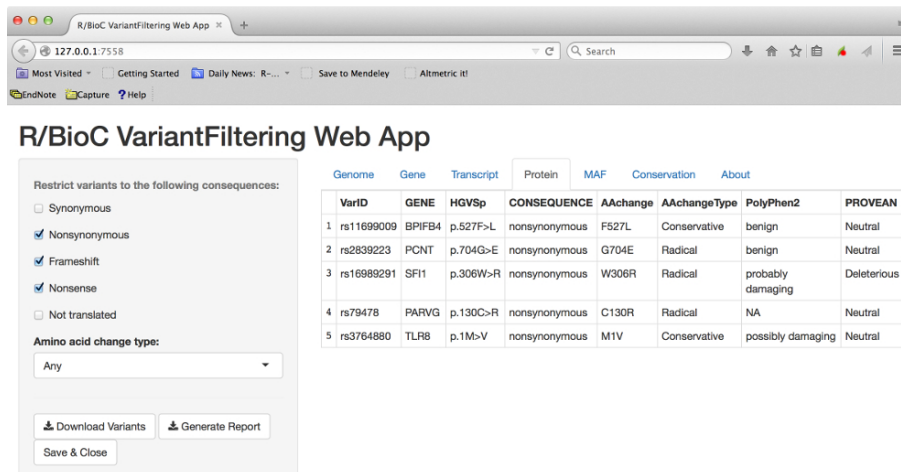 R/BioC VariantFiltering Web App × +
127.0.0.1:7558 Search
Most Visited Getting Started Daily News: R-... Save to Mendeley Altmetric it!
EndNote Capture ? Help
R/BioC VariantFiltering Web App
Restrict variants to the following consequences:
Synonymous
Nonsynonymous
Frameshift
Nonsense
Not translated
Amino acid change type:
Any
Download Variants Generate Report
Save & Close
Genome Gene Transcript Protein MAF Conservation About
VarID GENE HGVSp CONSEQUENCE AAchange AAchangeType PolyPhen2 PROVEAN
1 rs11699009 BPIFB4 p.527F>L nonsynonymous F527L Conservative benign Neutral
2 rs2839223 PCNT p.704G>E nonsynonymous G704E Radical benign Neutral
3 rs16989291 SFI1 p.306W>R nonsynonymous W306R Radical probably damaging Deleterious
4 rs79478 PARVG p.130C>R nonsynonymous C130R Radical NA Neutral
5 rs3764880 TLR8 p.1M>V nonsynonymous M1V Conservative possibly damaging Neutral